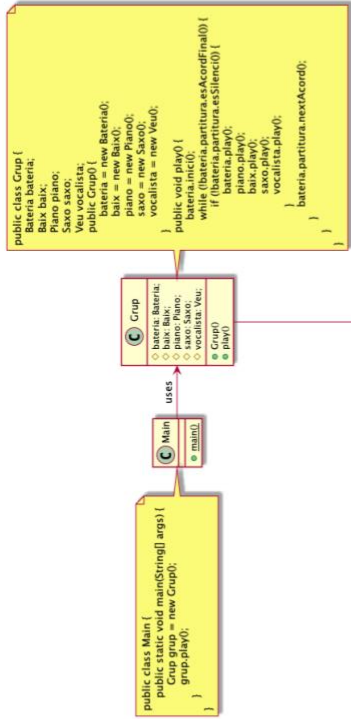 public class Main {
public static void main(String[] args) {
Grup grup = new Grup();
grup.play();
}
}
C Main
main()
uses
C Grup
bateria: Bateria;
baix: Baix;
piano: Piano;
saxo: Saxo;
vocalista: Veu;
Grup()
play()
public class Grup {
Bateria bateria;
Baix baix;
Piano piano;
Saxo saxo;
Veu vocalista;
public Grup() {
bateria = new Bateria();
baix = new Baix();
piano = new Piano();
saxo = new Saxo();
vocalista = new Veu();
}
public void play() {
bateria.inici();
while (!bateria.partitura.esAcordFinal()) {
if (!bateria.partitura.esSilenci()) {
bateria.play();
piano.play();
baix.play();
saxo.play();
vocalista.play();
}
bateria.partitura.nextAcord();
}
}
}